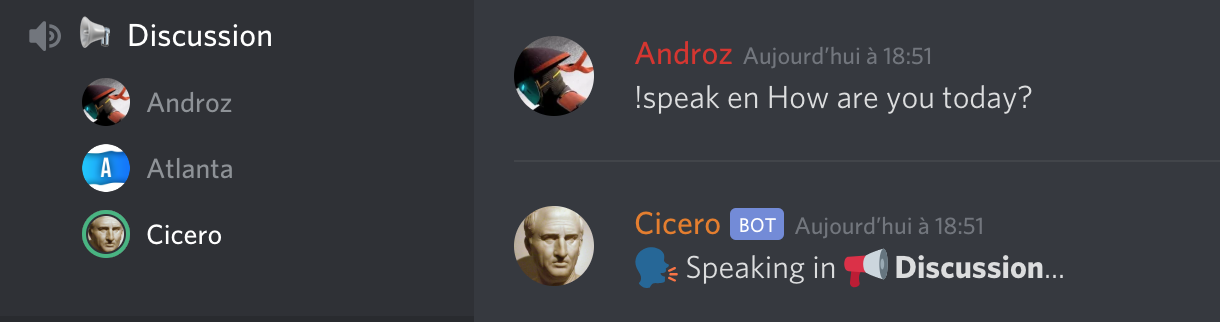 Discussion
Androz
Atlanta
Cicero
Androz Aujourd'hui à 18:51
!speak en How are you today?
Cicero BOT Aujourd'hui à 18:51
Speaking in Discussion...
A